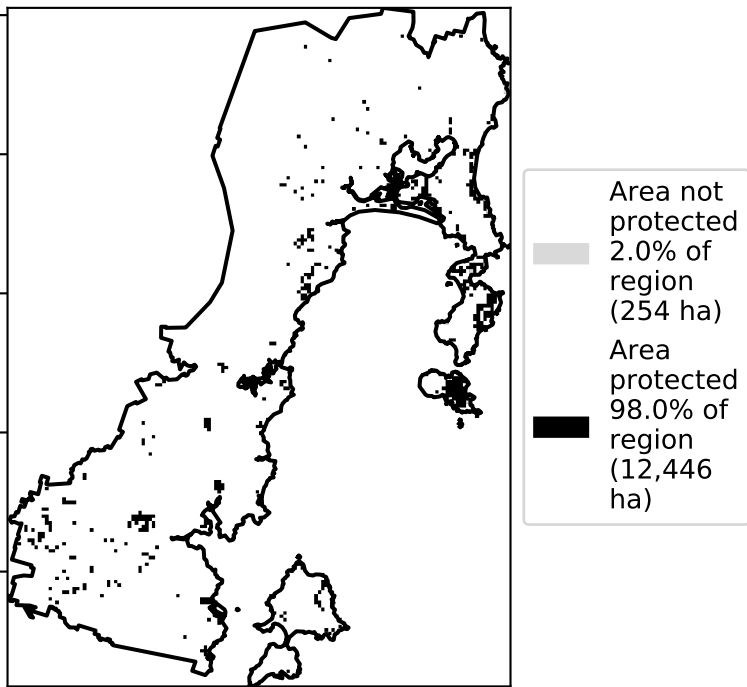 Area not
protected
2.0% of
region
(254 ha)
Area
protected
98.0% of
region
(12,446
ha)